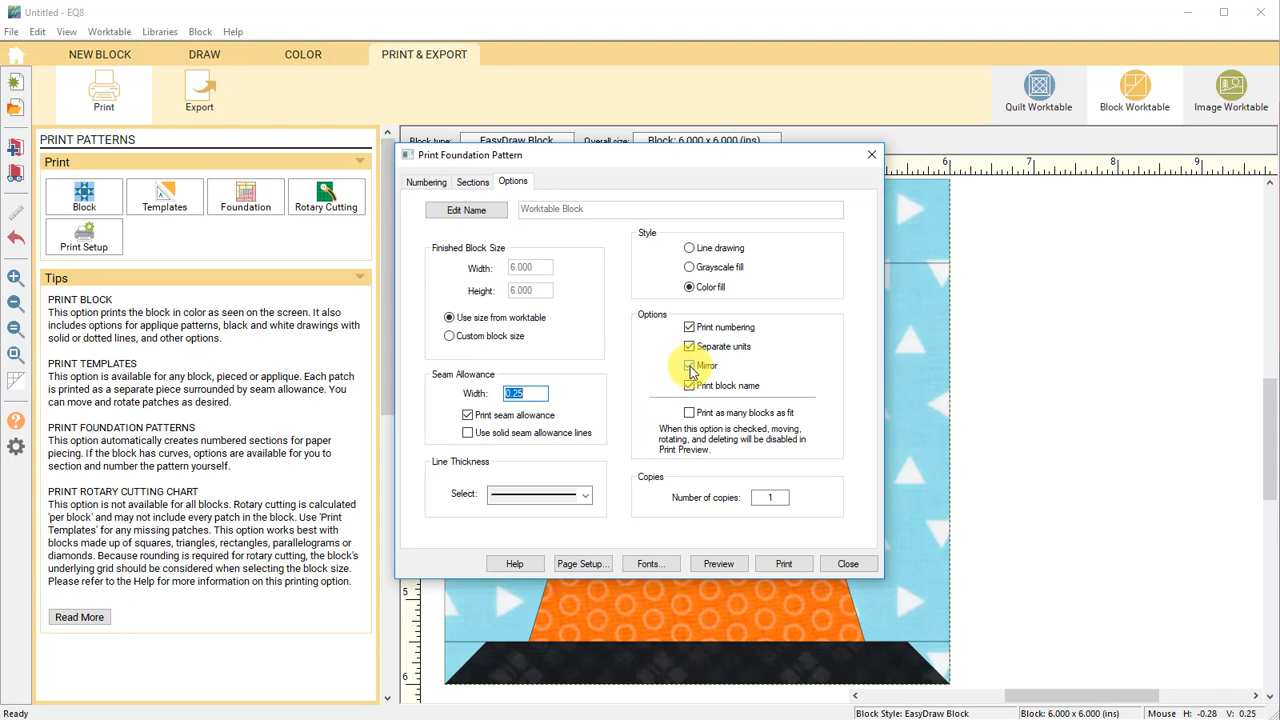 Untitled - EQ8
File Edit View Worktable Libraries Block Help
NEW BLOCK DRAW COLOR PRINT & EXPORT
Print Export Quilt Worktable Block Worktable Image Worktable
PRINT PATTERNS
Print
Block Templates Foundation Rotary Cutting
Print Setup
Tips
PRINT BLOCK
This option prints the block in color as seen on the screen. It also
includes options for applique patterns, black and white drawings with
solid or dotted lines, and other options.
PRINT TEMPLATES
This option is available for any block, pieced or applique. Each patch
is printed as a separate piece surrounded by seam allowance. You
can move and rotate patches as desired.
PRINT FOUNDATION PATTERNS
This option automatically creates numbered sections for paper
piecing. If the block has curves, options are available for you to
section and number the pattern yourself.
PRINT ROTARY CUTTING CHART
This option is not available for all blocks. Rotary cutting is calculated
'per block' and may not include every patch in the block. Use 'Print
Templates' for any missing patches. This option works best with
blocks made up of squares, triangles, rectangles, parallelograms or
diamonds. Because rounding is required for rotary cutting, the block's
underlying grid should be considered when selecting the block size.
Please refer to the Help for more information on this printing option.
Read More
Block type: EasyDraw Block Overall size: Block: 6.000 x 6.000 (ins)
6 7 8 9
Print Foundation Pattern
Numbering Sections Options
Edit Name Worktable Block
Finished Block Size
Width: 6.000
Height: 6.000
Use size from worktable
Custom block size
Seam Allowance
Width: 0.25
Print seam allowance
Use solid seam allowance lines
Line Thickness
Select:
Style
Line drawing
Grayscale fill
Color fill
Options
Print numbering
Separate units
Mirror
Print block name
Print as many blocks as fit
When this option is checked, moving,
rotating, and deleting will be disabled in
Print Preview.
Copies
Number of copies: 1
Help Page Setup... Fonts... Preview Print Close
5
6
Ready Block Style: EasyDraw Block Block: 6.000 x 6.000 (ins) Mouse H: -0.28 V: 0.25